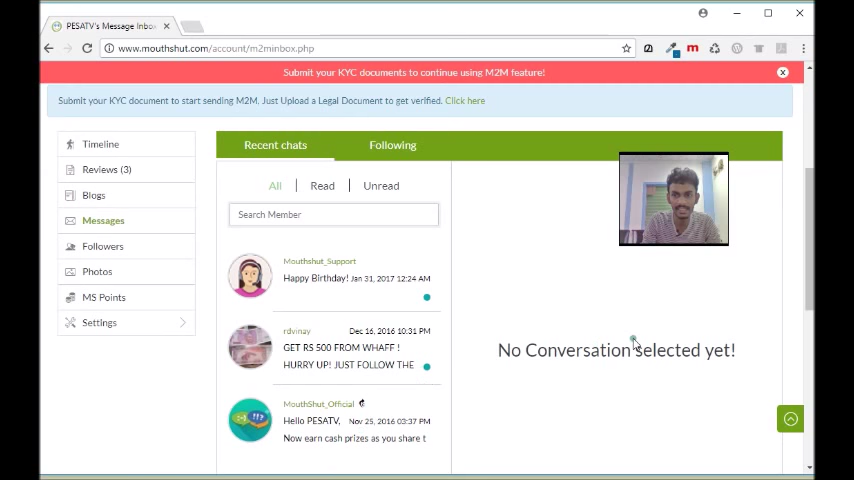 PESATV's Message Inbo
www.mouthshut.com/account/m2minbox.php
Submit your KYC documents to continue using M2M feature!
Submit your KYC document to start sending M2M, Just Upload a Legal Document to get verified. Click here
Timeline
Reviews (3)
Blogs
Messages
Followers
Photos
MS Points
Settings
Recent chats Following
All Read Unread
Search Member
Mouthshut_Support
Happy Birthday! Jan 31, 2017 12:24 AM
rdvinay Dec 16, 2016 10:31 PM
GET RS 500 FROM WHAFF !
HURRY UP! JUST FOLLOW THE
MouthShut_Official
Hello PESATV, Nov 25, 2016 03:37 PM
Now earn cash prizes as you share t
No Conversation selected yet!